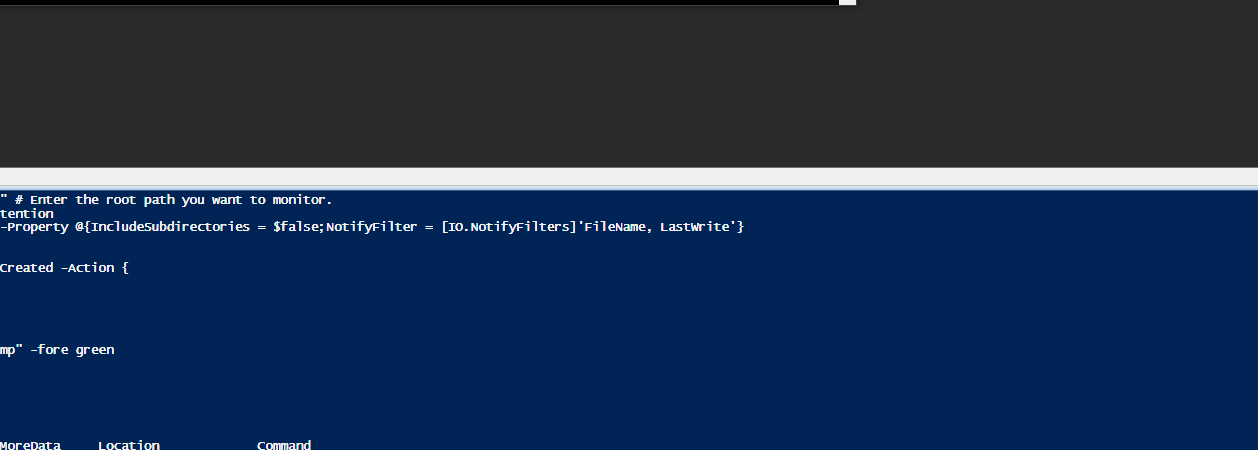 " # Enter the root path you want to monitor.
tention
-Property @{IncludeSubdirectories = $false;NotifyFilter = [IO.NotifyFilters]'FileName, LastWrite'}
Created -Action {
mp" -fore green
MoreData     Location             Command